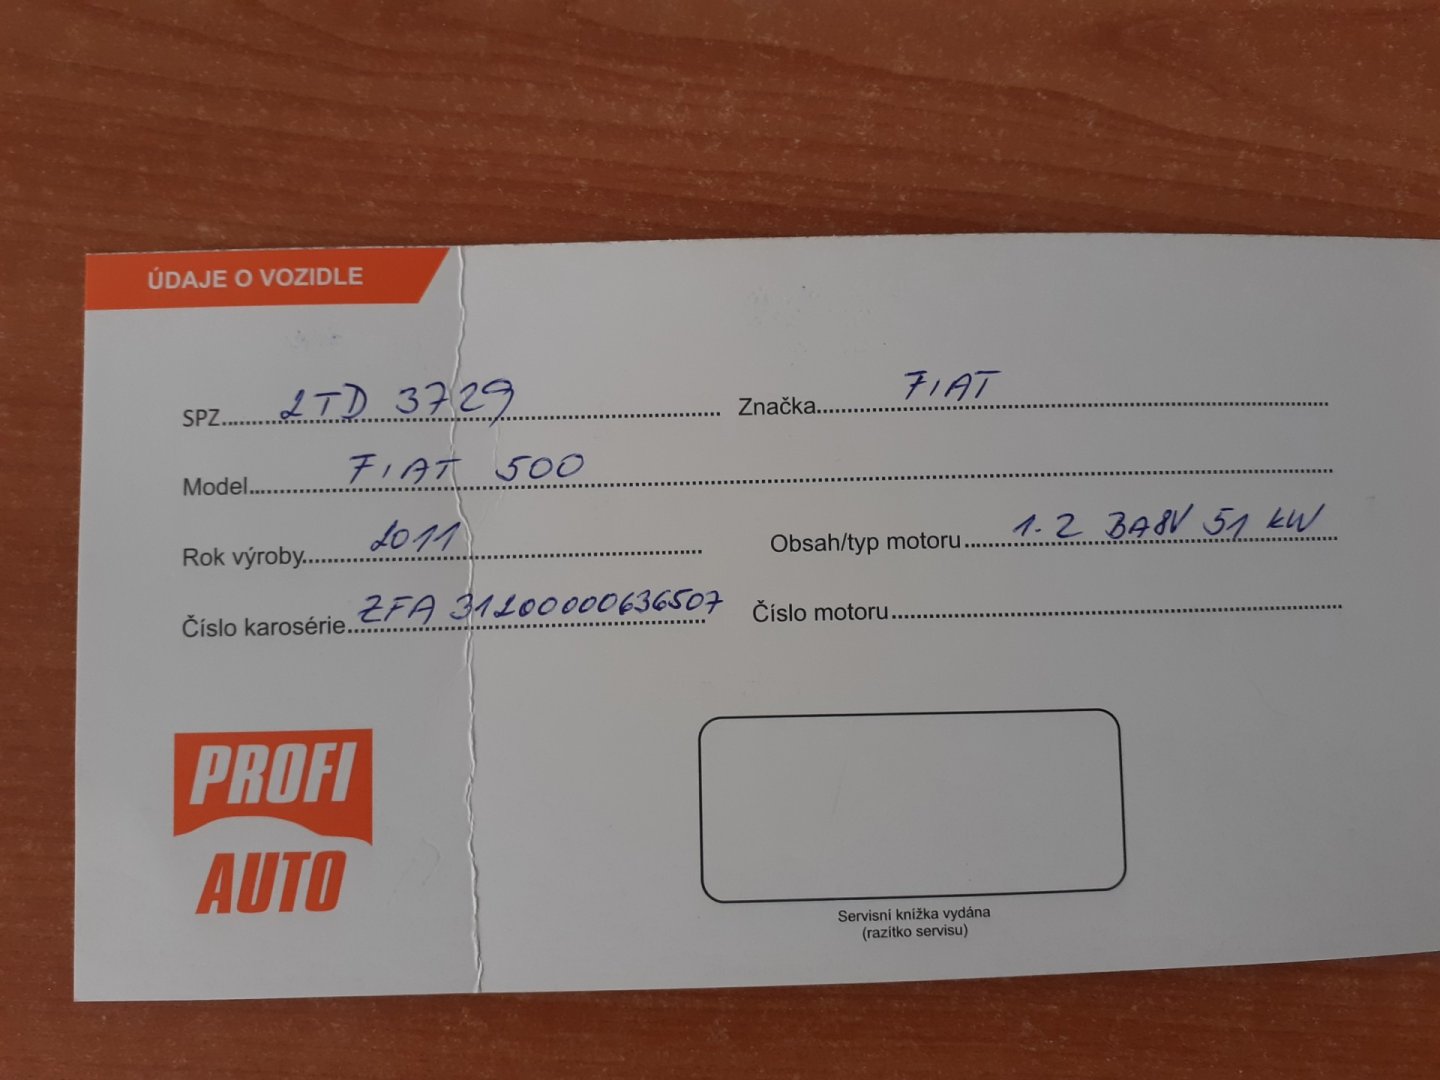 ÚDAJE O VOZIDLE
SPZ 2TD 3729 Značka FIAT
Model FIAT 500
Rok výroby 2011 Obsah/typ motoru 1.2 BA8V 51 kW
Číslo karosérie ZFA 31200000636507 Číslo motoru
PROFI
AUTO
Servisní knížka vydána
(razítko servisu)